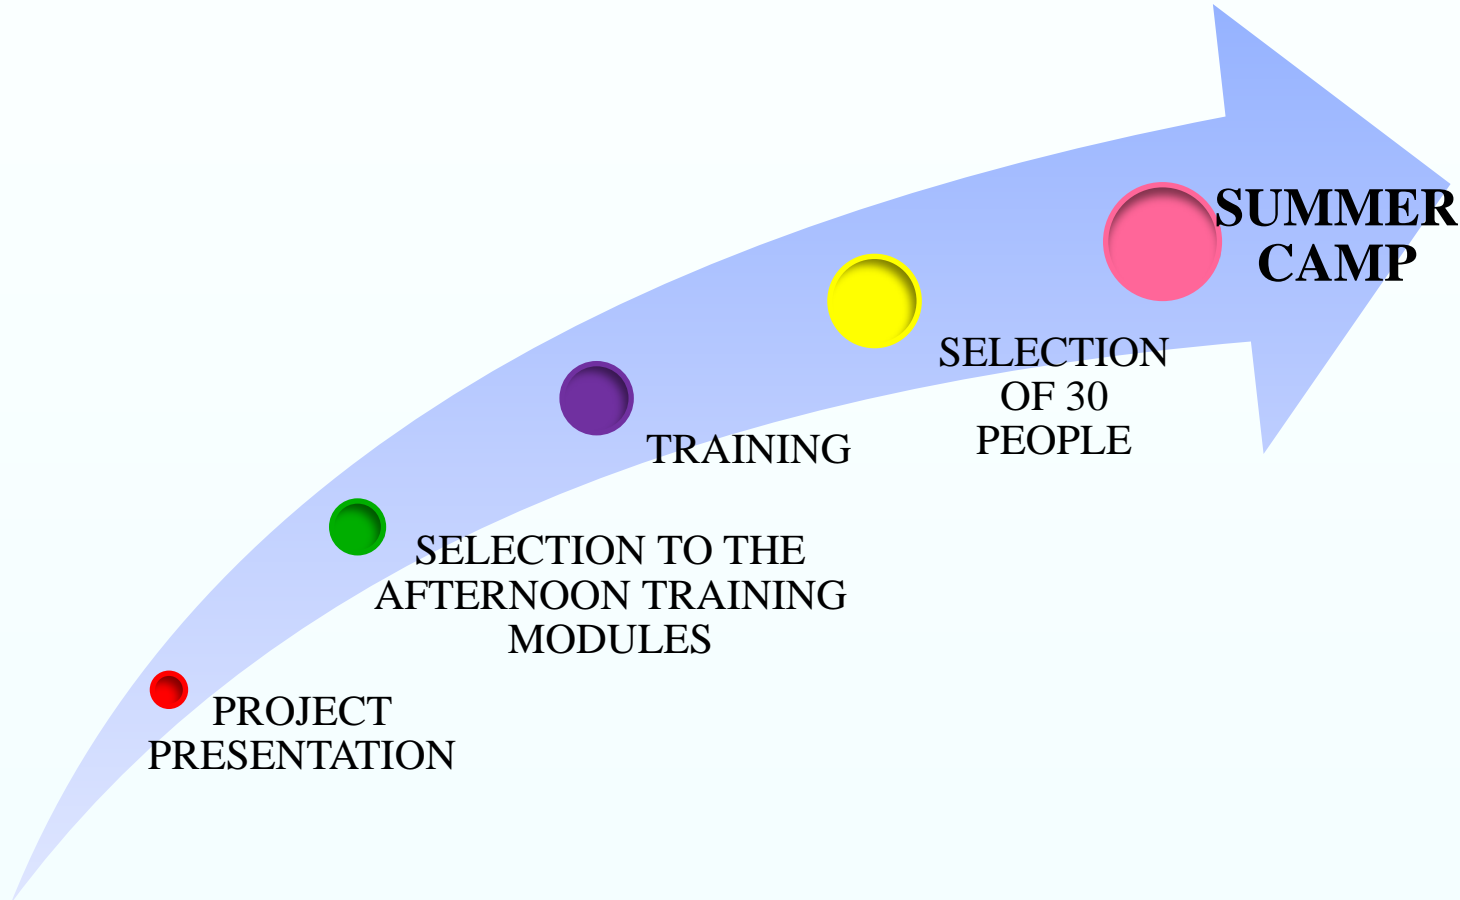 SUMMER
CAMP
SELECTION
OF 30
PEOPLE
TRAINING
SELECTION TO THE
AFTERNOON TRAINING
MODULES
PROJECT
PRESENTATION